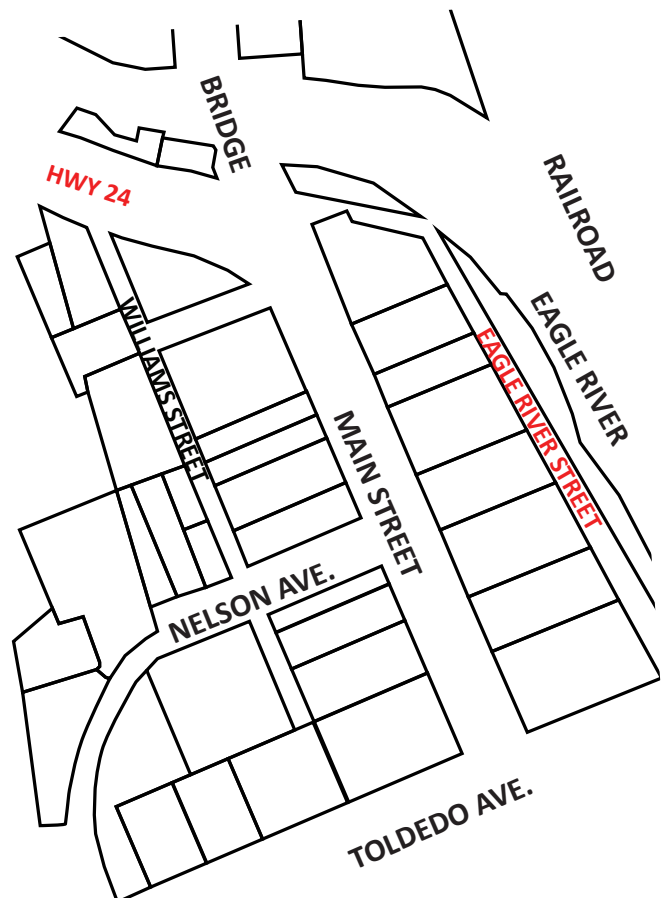 BRIDGE
HWY 24
RAILROAD
EAGLE RIVER
WILLIAMS STREET
EAGLE RIVER STREET
MAIN STREET
NELSON AVE.
TOLDEDO AVE.